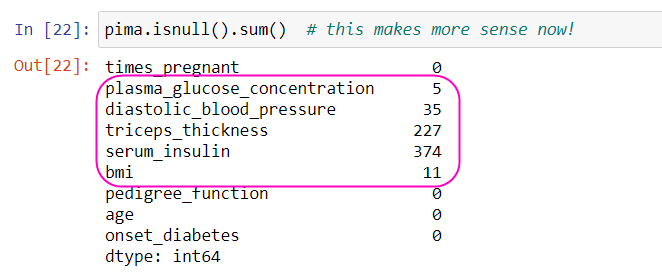 In [22]: pima.isnull().sum()  # this makes more sense now!
Out[22]: times_pregnant 0
plasma_glucose_concentration 5
diastolic_blood_pressure 35
triceps_thickness 227
serum_insulin 374
bmi 11
pedigree_function 0
age 0
onset_diabetes 0
dtype: int64